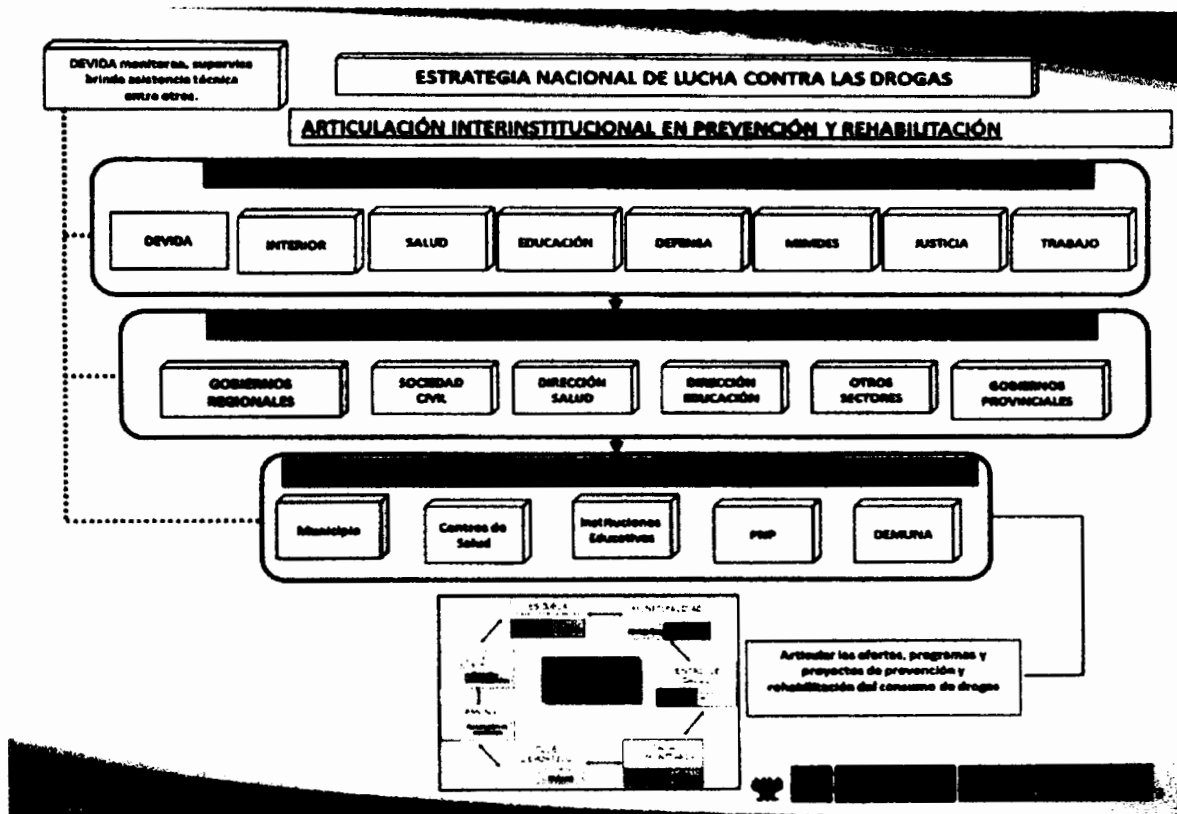 DEVIDA monitorea, supervisa
brinda asistencia técnica
entre otros.
ESTRATEGIA NACIONAL DE LUCHA CONTRA LAS DROGAS
ARTICULACIÓN INTERINSTITUCIONAL EN PREVENCIÓN Y REHABILITACIÓN
DEVIDA
INTERIOR
SALUD
EDUCACIÓN
DEFENSA
MIMDES
JUSTICIA
TRABAJO
GOBIERNOS
REGIONALES
SOCIEDAD
CIVIL
DIRECCIÓN
SALUD
DIRECCIÓN
EDUCACIÓN
OTROS
SECTORES
GOBIERNOS
PROVINCIALES
Municipio
Centros de
Salud
Instituciones
Educativas
PNP
DEMUNA
Articular las ofertas, programas y
proyectos de prevención y
rehabilitación del consumo de drogas